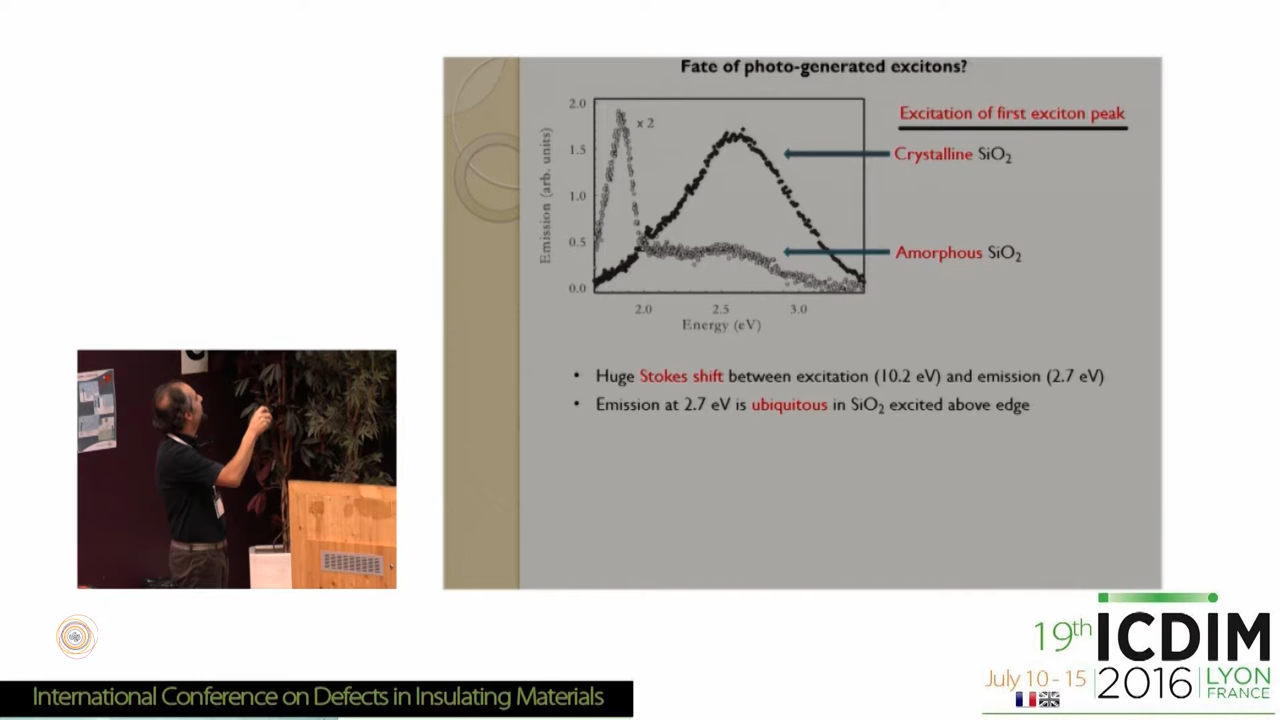 Fate of photo-generated excitons?
2.0
1.5
1.0
0.5
0.0
Emission (arb. units)
x 2
2.0
2.5
3.0
Energy (eV)
Excitation of first exciton peak
Crystalline SiO₂
Amorphous SiO₂
• Huge Stokes shift between excitation (10.2 eV) and emission (2.7 eV)
• Emission at 2.7 eV is ubiquitous in SiO₂ excited above edge
19th ICDIM
July 10 - 15 2016 LYON
FRANCE
International Conference on Defects in Insulating Materials